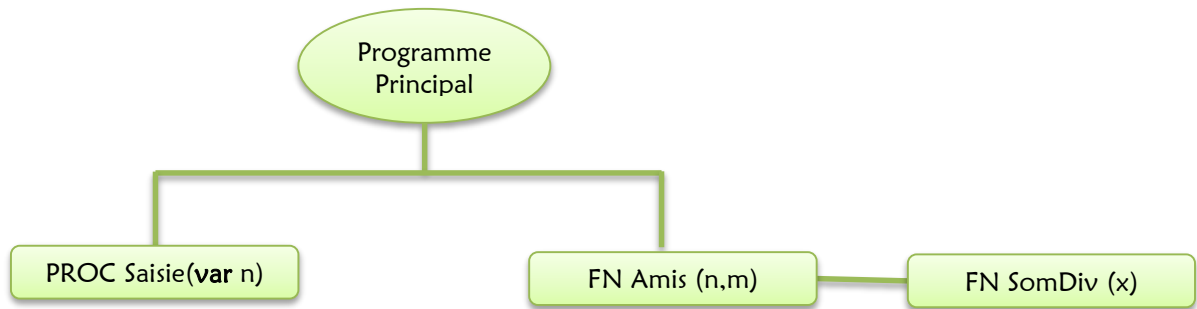 Programme
Principal
PROC Saisie(var n)
FN Amis (n,m)
FN SomDiv (x)